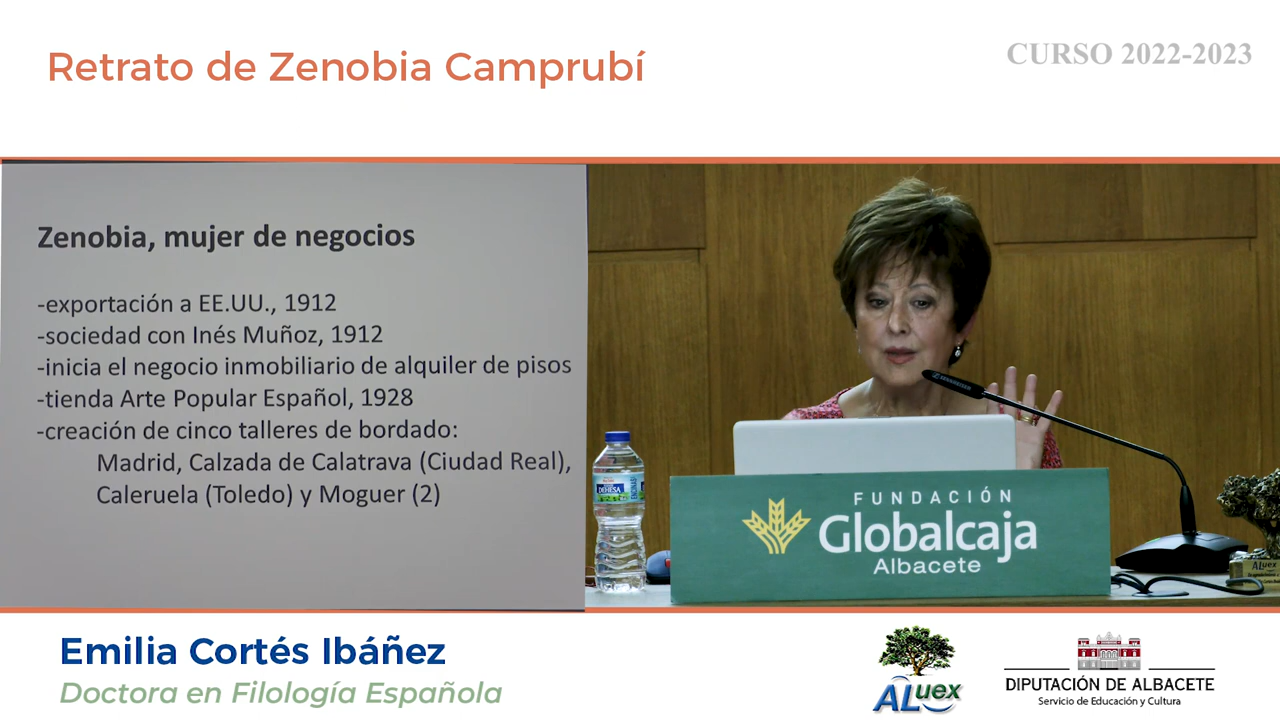 Retrato de Zenobia Camprubí
CURSO 2022-2023
Zenobia, mujer de negocios
-exportación a EE.UU., 1912
-sociedad con Inés Muñoz, 1912
-inicia el negocio inmobiliario de alquiler de pisos
-tienda Arte Popular Español, 1928
-creación de cinco talleres de bordado:
Madrid, Calzada de Calatrava (Ciudad Real),
Caleruela (Toledo) y Moguer (2)
SENNHEISER
DEHESA
FUNDACIÓN
Globalcaja
Albacete
ALuex
Emilia Cortés Ibáñez
Doctora en Filología Española
ALuex
DIPUTACIÓN DE ALBACETE
Servicio de Educación y Cultura